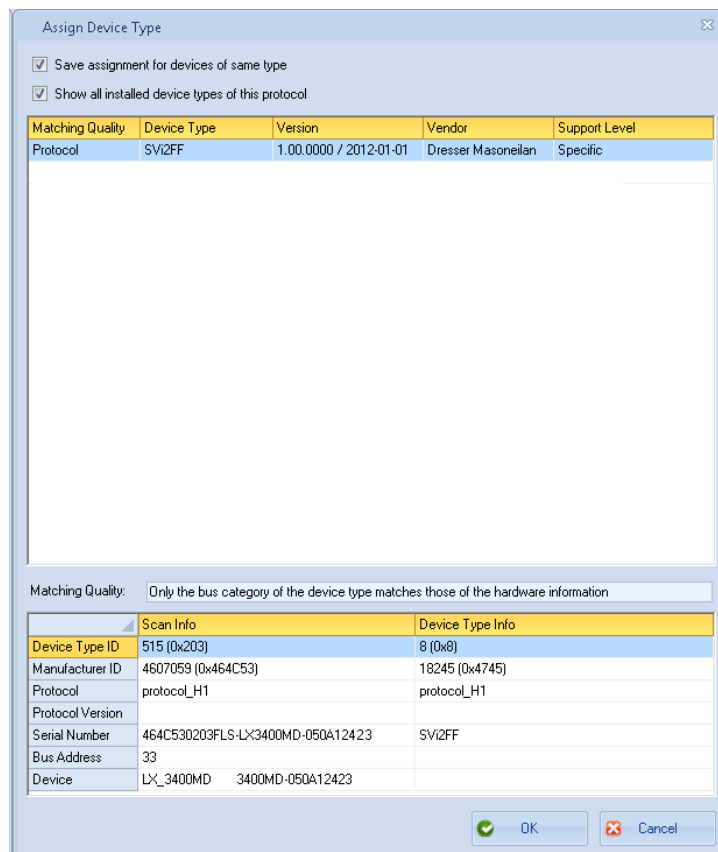 Assign Device Type
Save assignment for devices of same type
Show all installed device types of this protocol
Matching Quality Device Type Version Vendor Support Level
Protocol SVi2FF 1.00.0000 / 2012-01-01 Dresser Masoneilan Specific
Matching Quality: Only the bus category of the device type matches those of the hardware information
Scan Info Device Type Info
Device Type ID 515 (0x203) 8 (0x8)
Manufacturer ID 4607059 (0x464C53) 18245 (0x4745)
Protocol protocol_H1 protocol_H1
Protocol Version
Serial Number 464C530203FLS-LX3400MD-050A12423 SVi2FF
Bus Address 33
Device LX_3400MD 3400MD-050A12423
OK Cancel